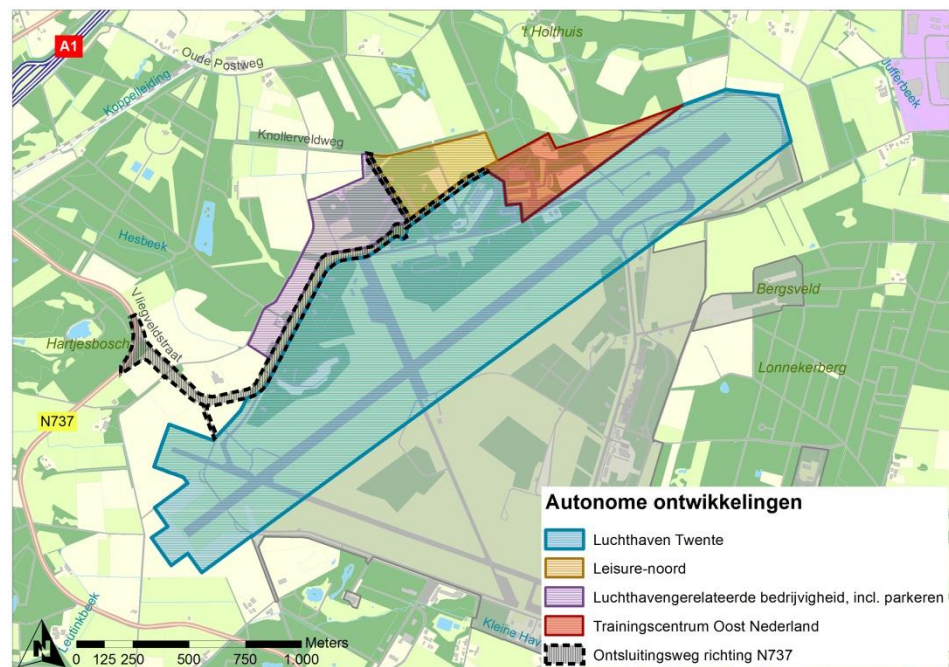 A1
't Holthuis
Oude Postweg
Jufferbeek
Koppelleiding
Knollerveldweg
Hesbeek
Bergsveld
Vliegveldstraat
Hartjesbosch
Lonnekerberg
N737
Autonome ontwikkelingen
Luchthaven Twente
Leisure-noord
Luchthavengerelateerde bedrijvigheid, incl. parkeren
Trainingscentrum Oost Nederland
Ontsluitingsweg richting N737
Leutinkbeek
Kleine Hav
N
Meters
0 125 250 500 750 1 000